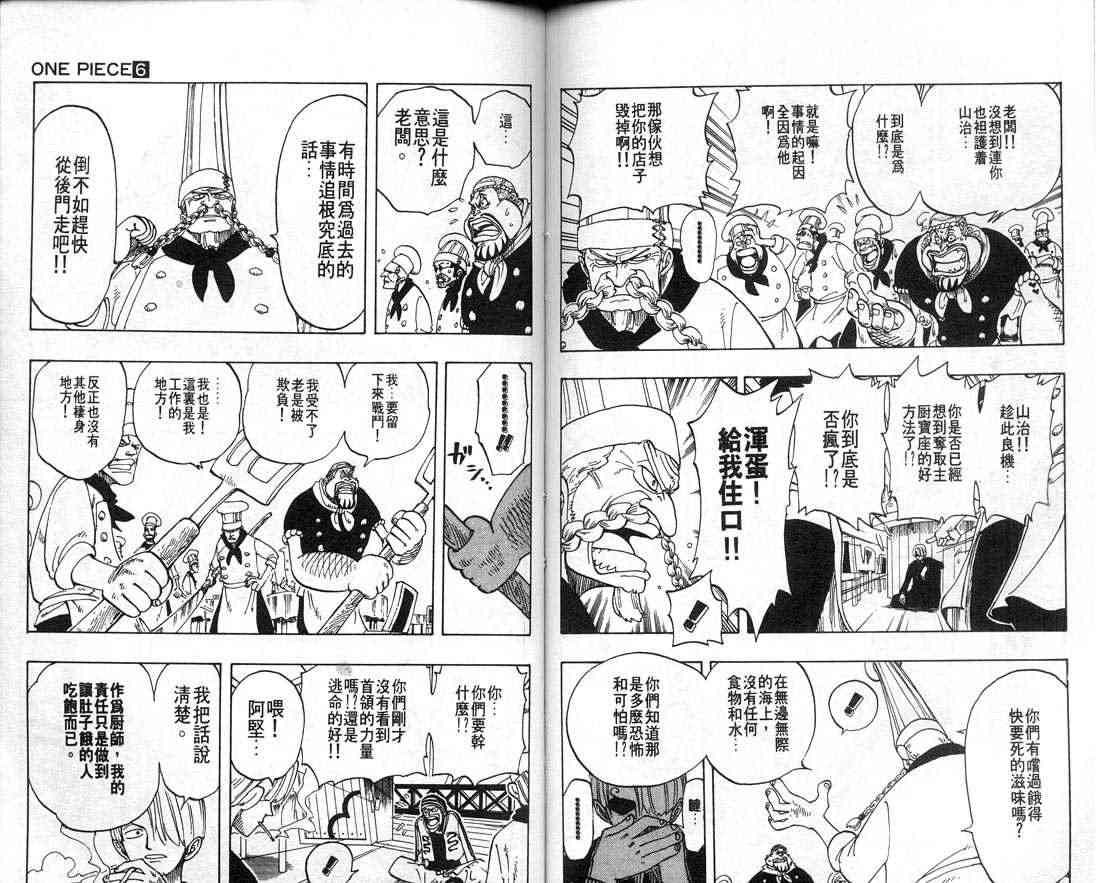 ONE PIECE 6
老闆!!
沒想到連你
也袒護着
山治…
到底是爲
什麼!?
就是嘛!
事情的起因
全因爲他
啊!
那傢伙想
把你的店子
毀掉啊!!
…………
山治!!
趁此良機…
你是否已經
想到奪取主
厨寶座的好
方法了!?
你到底是
否瘋了!?
渾蛋!
給我住口!!
!
你們有嚐過餓得
快要死的滋味嗎?
!
在無邊無際
的海上,
沒有任何
食物和水…
你們知道那
是多麼恐怖
和可怕嗎!?
…………
這…
這是什麼
意思?
老闆。
有時間爲過去的
事情追根究底的
話…
倒不如趕快
從後門走吧!!
…………!!
ガシ
我…要留
下來戰鬥!
我受不了
老是被
欺負!
……
我也是!
這裏是我
工作的
地方!
反正也沒有
其他棲身
地方!
你…
你們要幹
什麼!?
你們剛才
沒有看到
首領的力量
嗎!?還是
逃命的好!!
喂!
阿堅…
!
我把話說
清楚。
作爲厨師,我的
責任只是做到
讓肚子餓的人
吃飽而已。